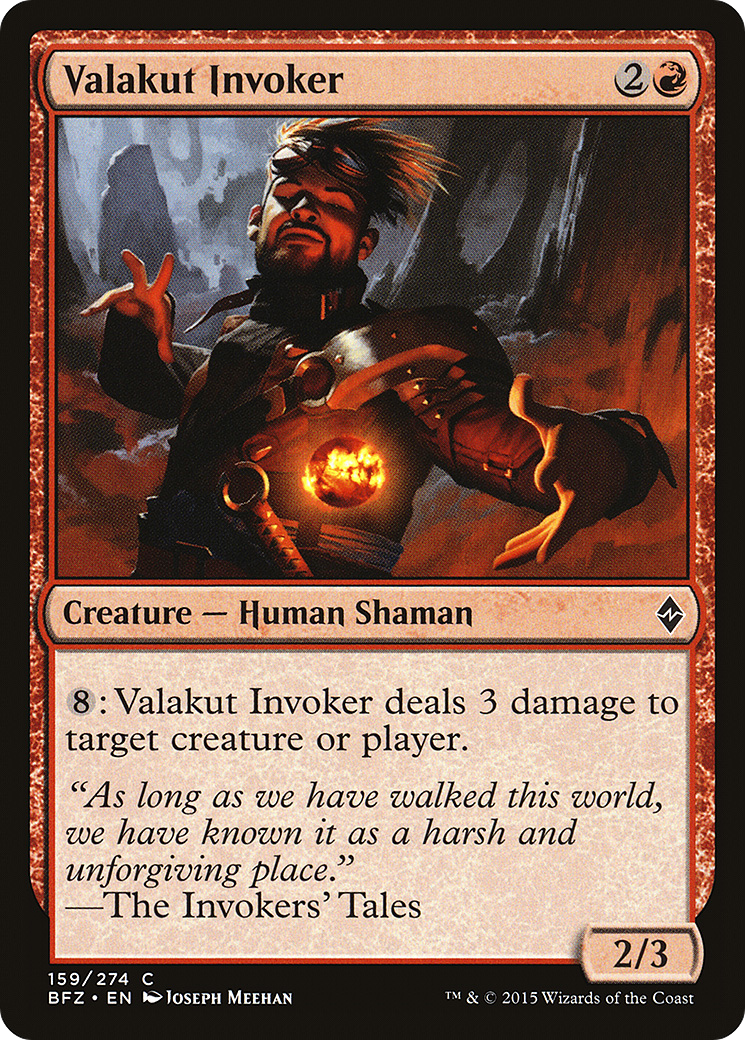 Valakut Invoker 2
Creature — Human Shaman
8: Valakut Invoker deals 3 damage to
target creature or player.
“As long as we have walked this world,
we have known it as a harsh and
unforgiving place.”
—The Invokers’ Tales
2/3
159/274 C
BFZ • EN Joseph Meehan
™ & © 2015 Wizards of the Coast